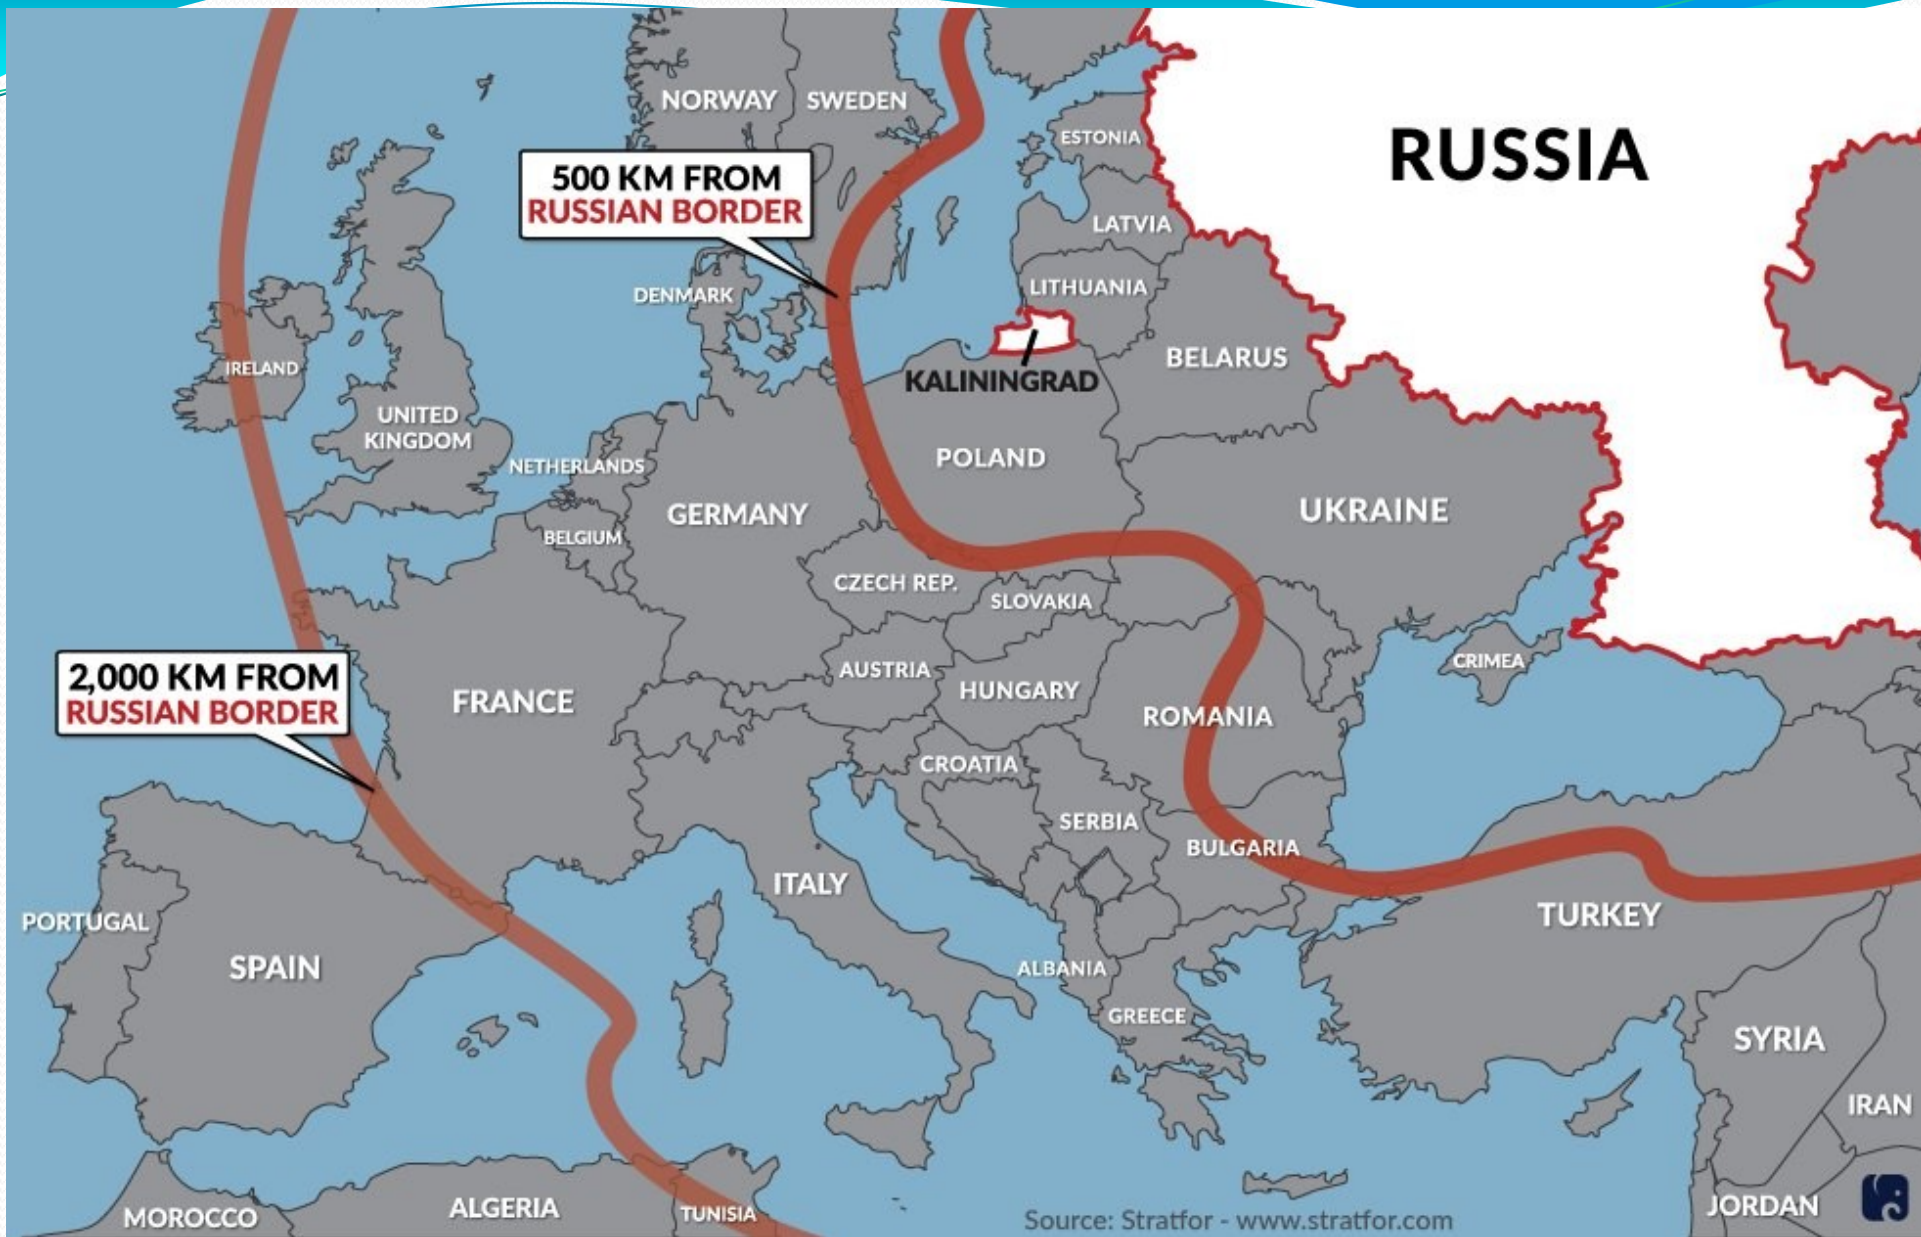 NORWAY
SWEDEN
RUSSIA
ESTONIA
500 KM FROM
RUSSIAN BORDER
LATVIA
LITHUANIA
DENMARK
IRELAND
BELARUS
KALININGRAD
UNITED
KINGDOM
NETHERLANDS
POLAND
GERMANY
UKRAINE
BELGIUM
CZECH REP.
SLOVAKIA
2,000 KM FROM
RUSSIAN BORDER
AUSTRIA
CRIMEA
HUNGARY
FRANCE
ROMANIA
CROATIA
SERBIA
BULGARIA
ITALY
PORTUGAL
TURKEY
SPAIN
ALBANIA
GREECE
SYRIA
IRAN
ALGERIA
JORDAN
MOROCCO
TUNISIA
Source: Stratfor - www.stratfor.com